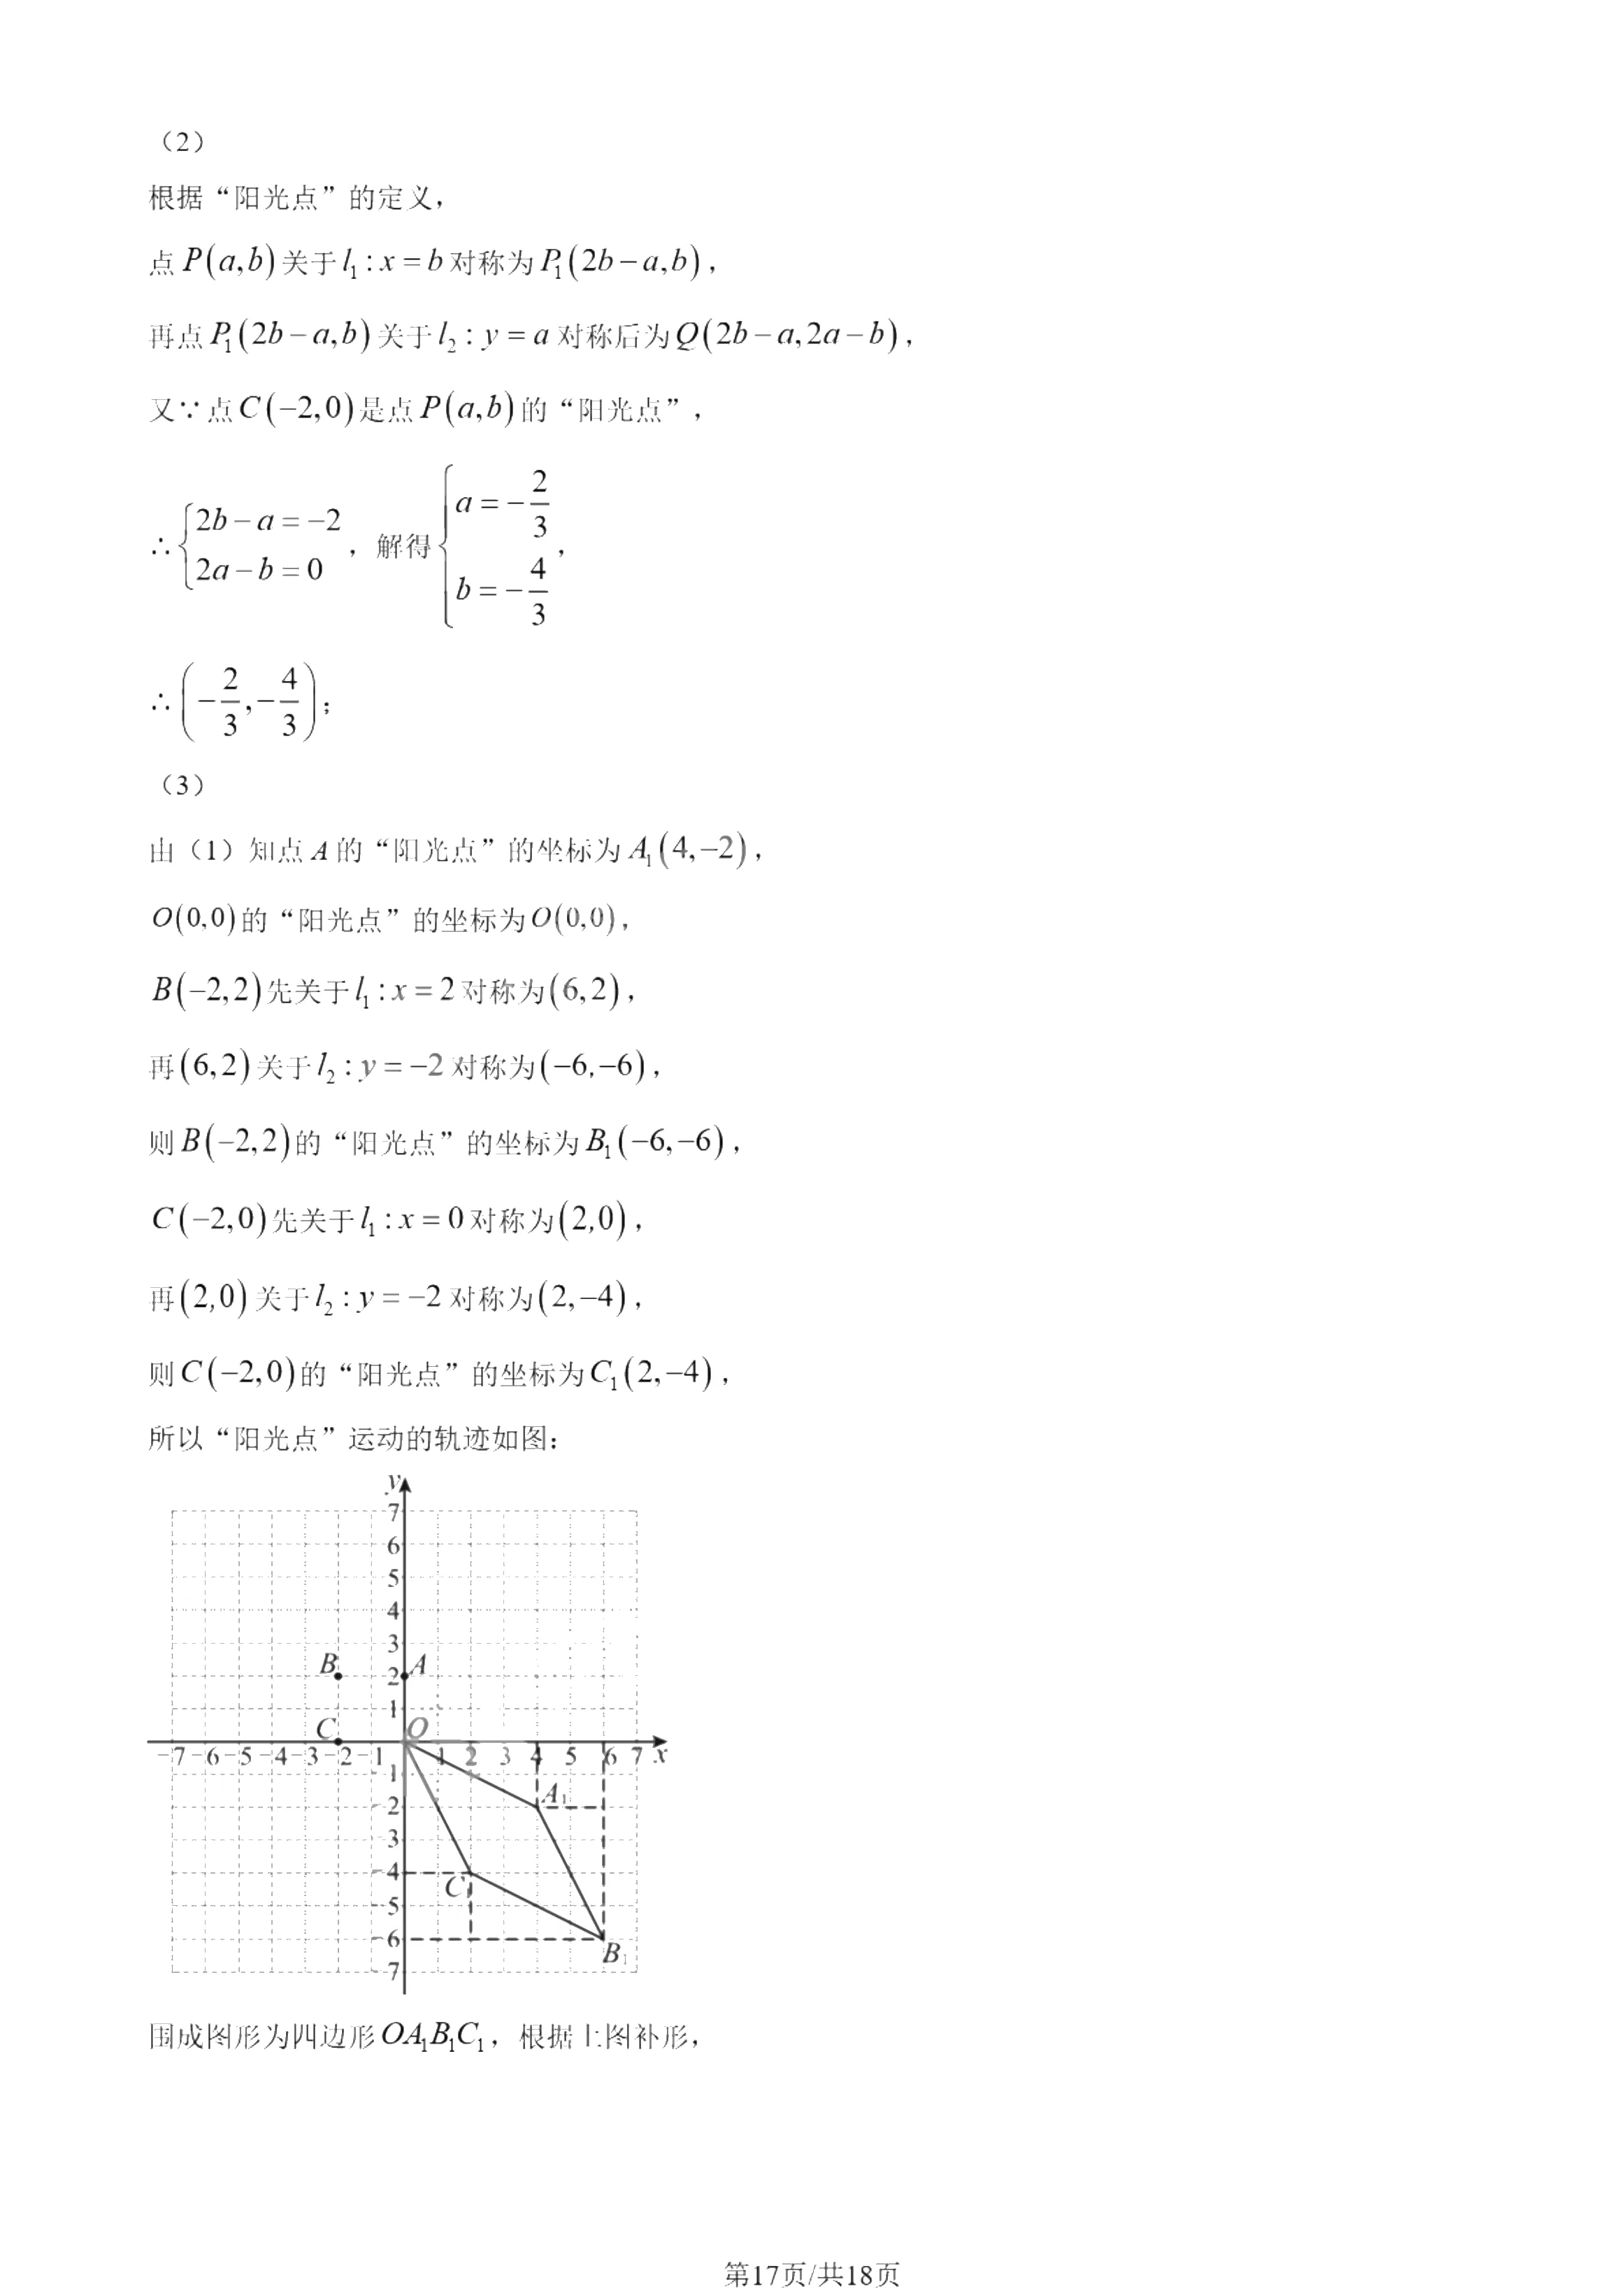 （2）
根据“阳光点”的定义，
点P(a,b)关于l₁:x=b对称为P₁(2b−a,b)，
再点P₁(2b−a,b)关于l₂:y=a对称后为Q(2b−a,2a−b)，
又∵点C(−2,0)是点P(a,b)的“阳光点”，
∴{2b−a=−2, 2a−b=0，解得{a=−2/3, b=−4/3，
∴(−2/3,−4/3)；
（3）
由（1）知点A的“阳光点”的坐标为A₁(4,−2)，
O(0,0)的“阳光点”的坐标为O(0,0)，
B(−2,2)先关于l₁:x=2对称为(6,2)，
再(6,2)关于l₂:y=−2对称为(−6,−6)，
则B(−2,2)的“阳光点”的坐标为B₁(−6,−6)，
C(−2,0)先关于l₁:x=0对称为(2,0)，
再(2,0)关于l₂:y=−2对称为(2,−4)，
则C(−2,0)的“阳光点”的坐标为C₁(2,−4)，
所以“阳光点”运动的轨迹如图：
y
7
6
5
4
3
B 2 A
1
C O
−7 −6 −5 −4 −3 −2 −1 1 2 3 4 5 6 7 x
1
2 A₁
3
−4
C
−5
−6
B₁
7
围成图形为四边形OA₁B₁C₁，根据上图补形，
第17页/共18页